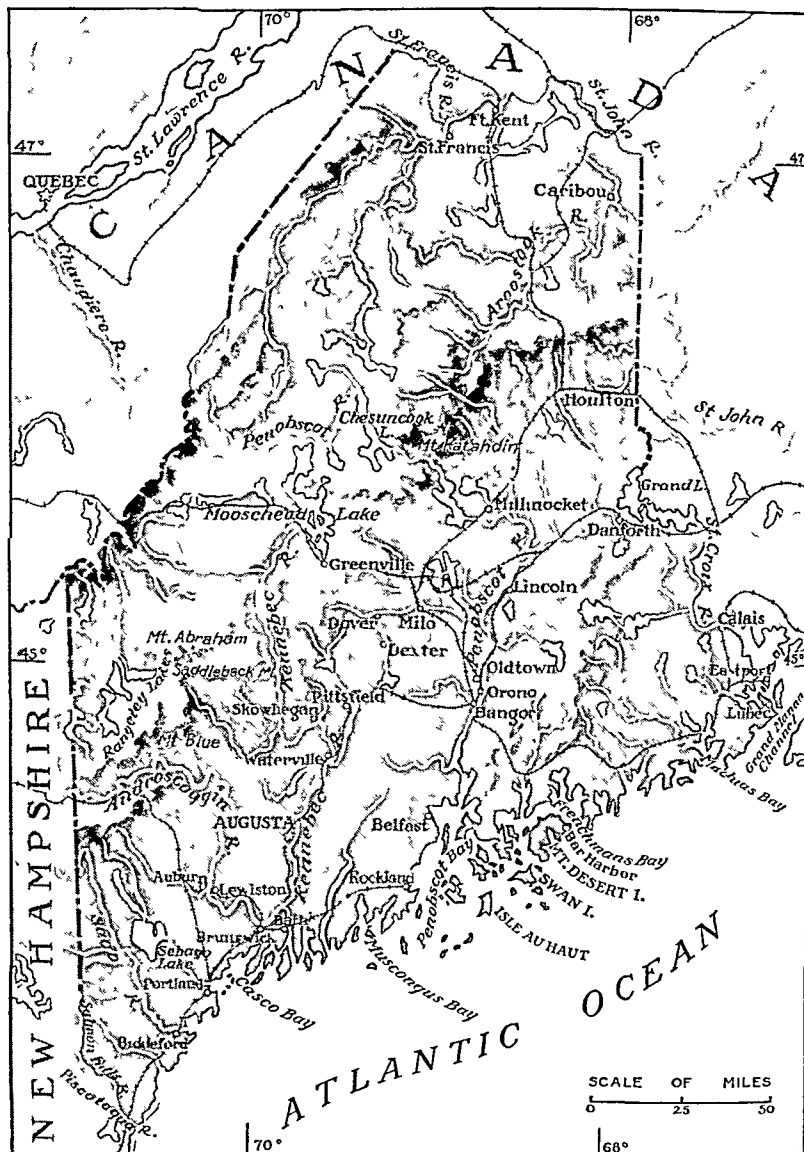 70°
68°
CANADA
St. Lawrence R.
St. Francis R.
St. John R.
Ft. Kent
St. Francis
47°
47
QUEBEC
Caribou
Chaudiere R.
Aroostook R.
Houlton
Penobscot R.
Chesuncook L.
Mt. Katahdin
St John R
Grand L.
Millinocket
Moosehead Lake
Danforth
Greenville
St. Croix R.
Penobscot R.
Lincoln
Kennebec R.
Dover
Milo
Calais
Mt. Abraham
Dexter
45°
45°
Saddleback Mt.
Oldtown
Eastport
Rangeley Lakes
Pittsfield
Orono
Skowhegan
Bangor
Lubec
Grand Manan Channel
Mt Blue
Waterville
Machias Bay
Androscoggin R.
AUGUSTA
Kennebec R.
Belfast
Frenchmans Bay
Bar Harbor
MT. DESERT I.
Auburn
Lewiston
Rockland
Penobscot Bay
SWAN I.
ISLE AU HAUT
Bath
Brunswick
Saco R.
Sebago Lake
Muscongus Bay
Portland
Casco Bay
Biddeford
Salmon Falls R.
Piscataqua R.
NEW HAMPSHIRE
ATLANTIC OCEAN
SCALE OF MILES
0 25 50
70°
68°